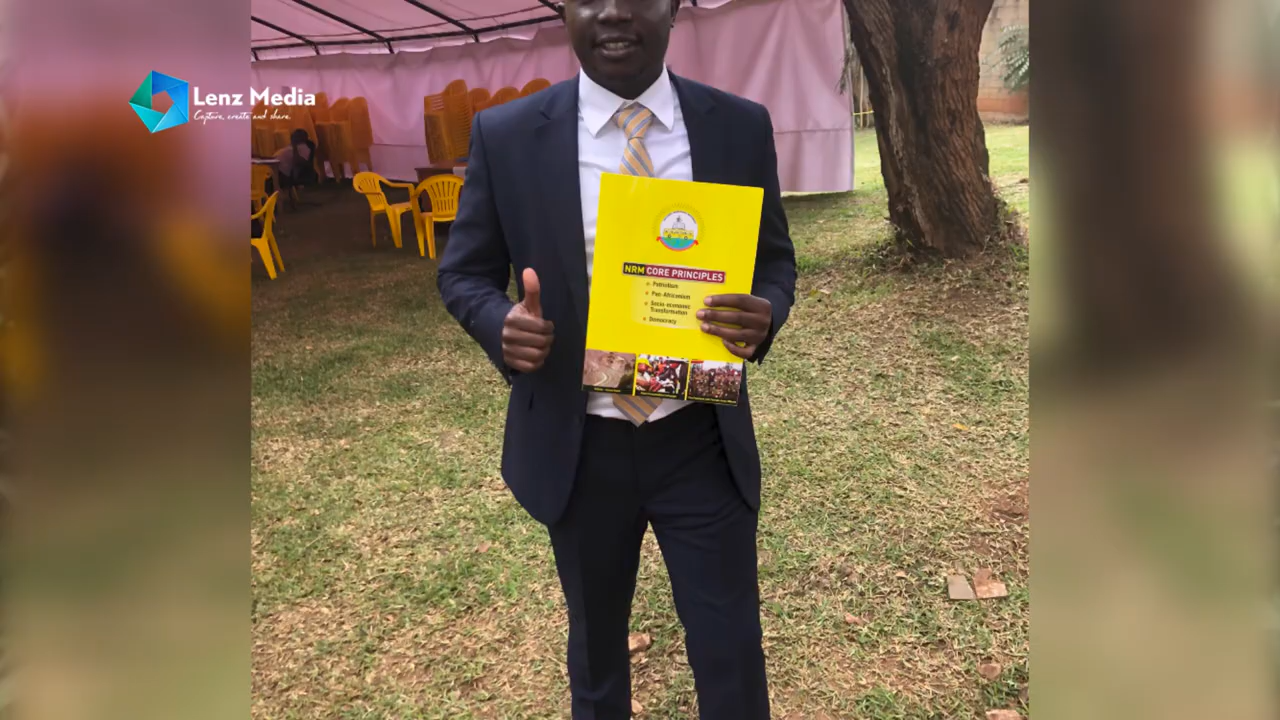 Lenz Media
Capture, create and share.
NRM CORE PRINCIPLES
Patriotism
Pan-Africanism
Socio-economic
Transformation
Democracy